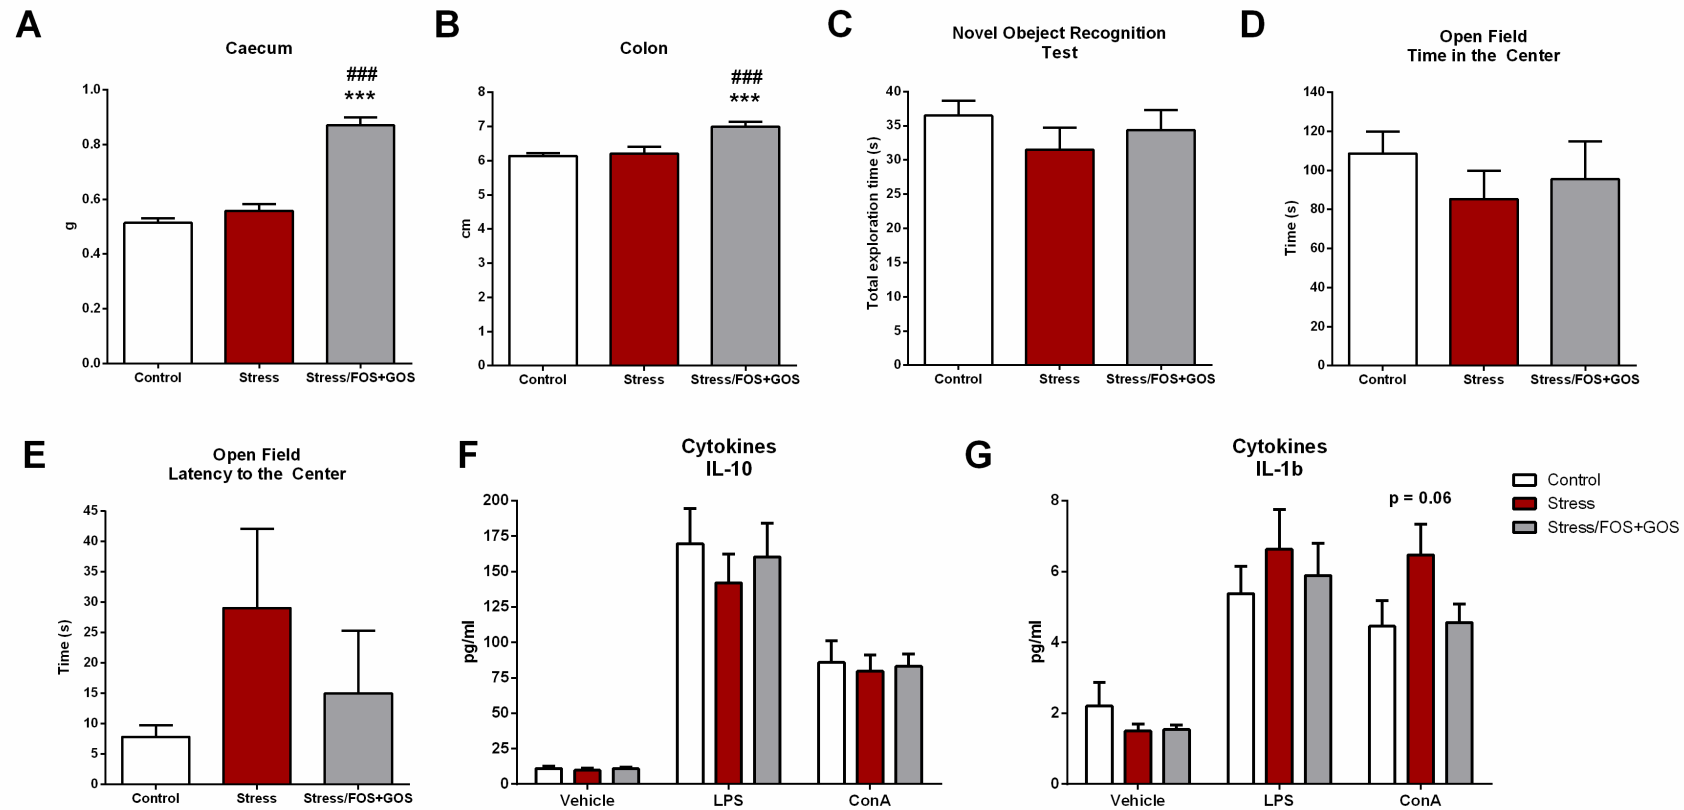 A
Caecum
###
***
1.0
0.8
0.6
0.4
0.2
0.0
g
Control
Stress
Stress/FOS+GOS
B
Colon
###
***
8
7
6
5
4
3
2
1
0
cm
Control
Stress
Stress/FOS+GOS
C
Novel Obeject Recognition
Test
40
35
30
25
20
15
10
5
0
Total exploration time (s)
Control
Stress
Stress/FOS+GOS
D
Open Field
Time in the Center
140
120
100
80
60
40
20
0
Time (s)
Control
Stress
Stress/FOS+GOS
E
Open Field
Latency to the Center
45
40
35
30
25
20
15
10
5
0
Time (s)
Control
Stress
Stress/FOS+GOS
F
Cytokines
IL-10
200
175
150
125
100
75
50
25
0
pg/ml
Vehicle
LPS
ConA
G
Cytokines
IL-1b
p = 0.06
8
6
4
2
0
pg/ml
Vehicle
LPS
ConA
Control
Stress
Stress/FOS+GOS